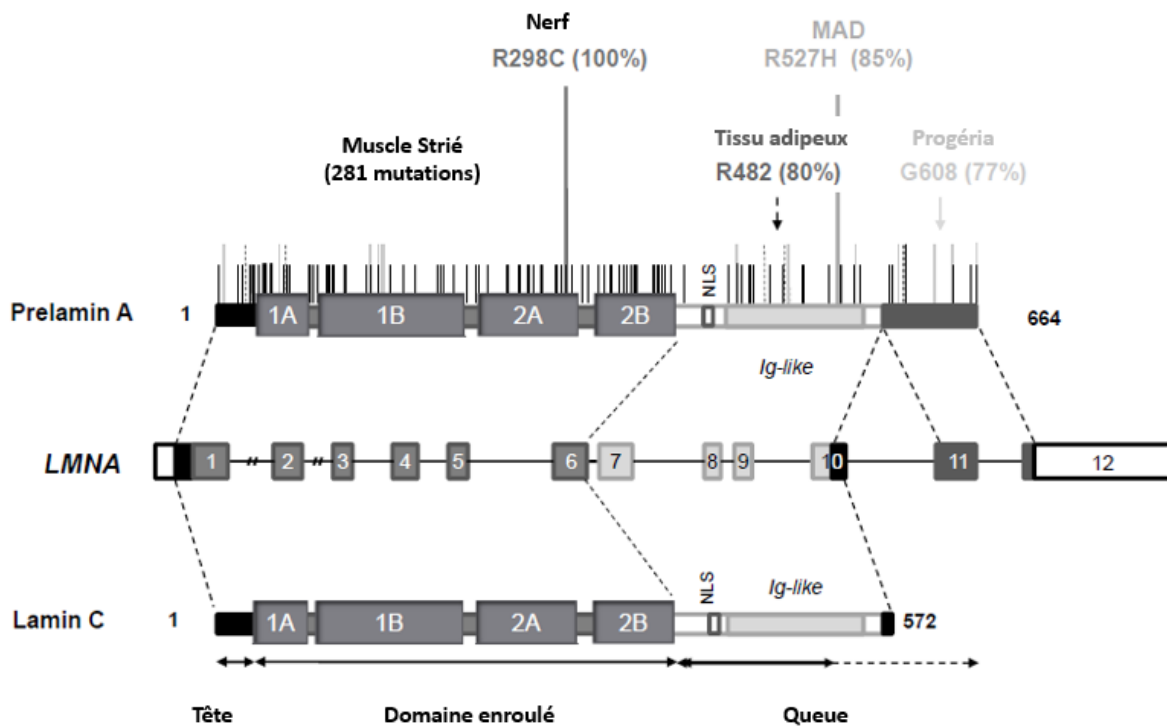 Nerf
R298C (100%)
MAD
R527H (85%)
Muscle Strié
(281 mutations)
Tissu adipeux
R482 (80%)
Progéria
G608 (77%)
NLS
Prelamin A 1 1A 1B 2A 2B 664
Ig-like
LMNA 1 2 3 4 5 6 7 8 9 10 11 12
NLS
Ig-like
Lamin C 1 1A 1B 2A 2B 572
Tête Domaine enroulé Queue